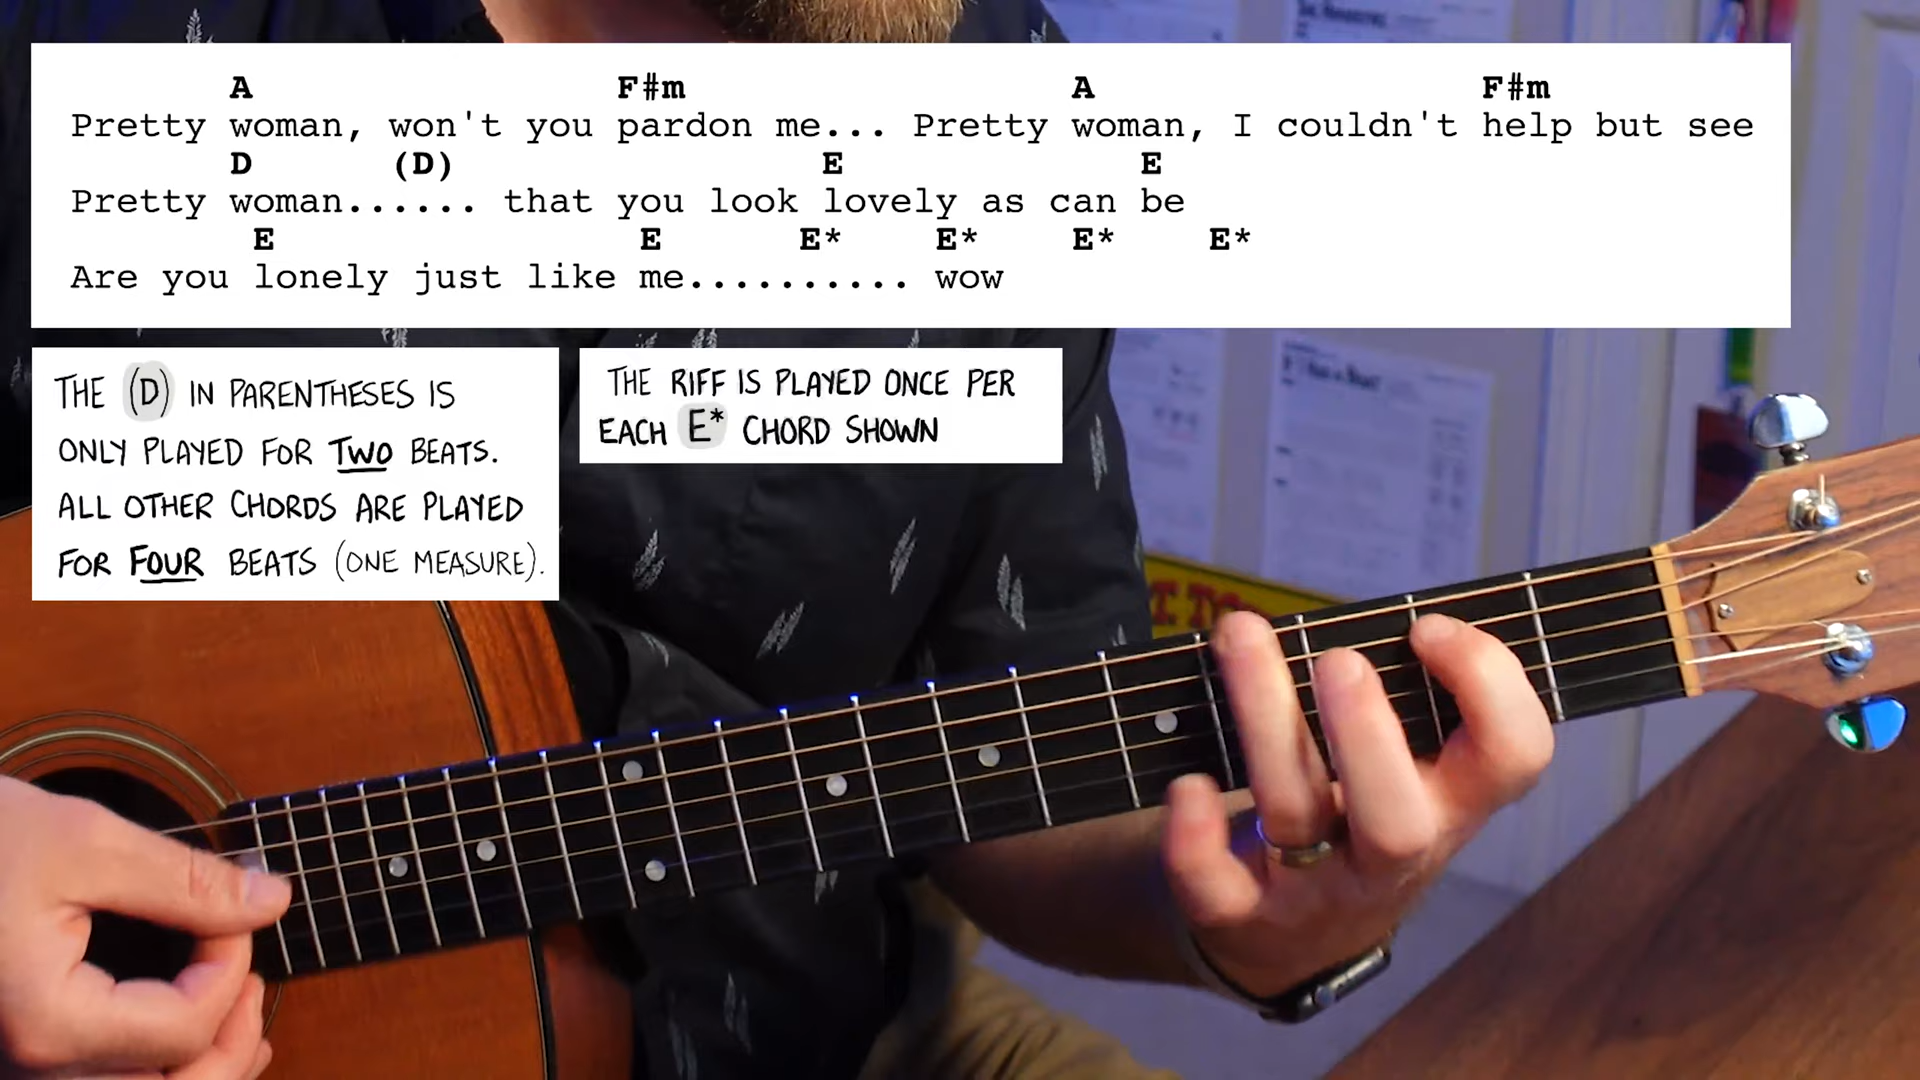 A F#m A F#m
Pretty woman, won't you pardon me... Pretty woman, I couldn't help but see
D (D) E E
Pretty woman...... that you look lovely as can be
E E E* E* E* E*
Are you lonely just like me.......... wow
THE (D) IN PARENTHESES IS
ONLY PLAYED FOR TWO BEATS.
ALL OTHER CHORDS ARE PLAYED
FOR FOUR BEATS (ONE MEASURE).
THE RIFF IS PLAYED ONCE PER
EACH E* CHORD SHOWN